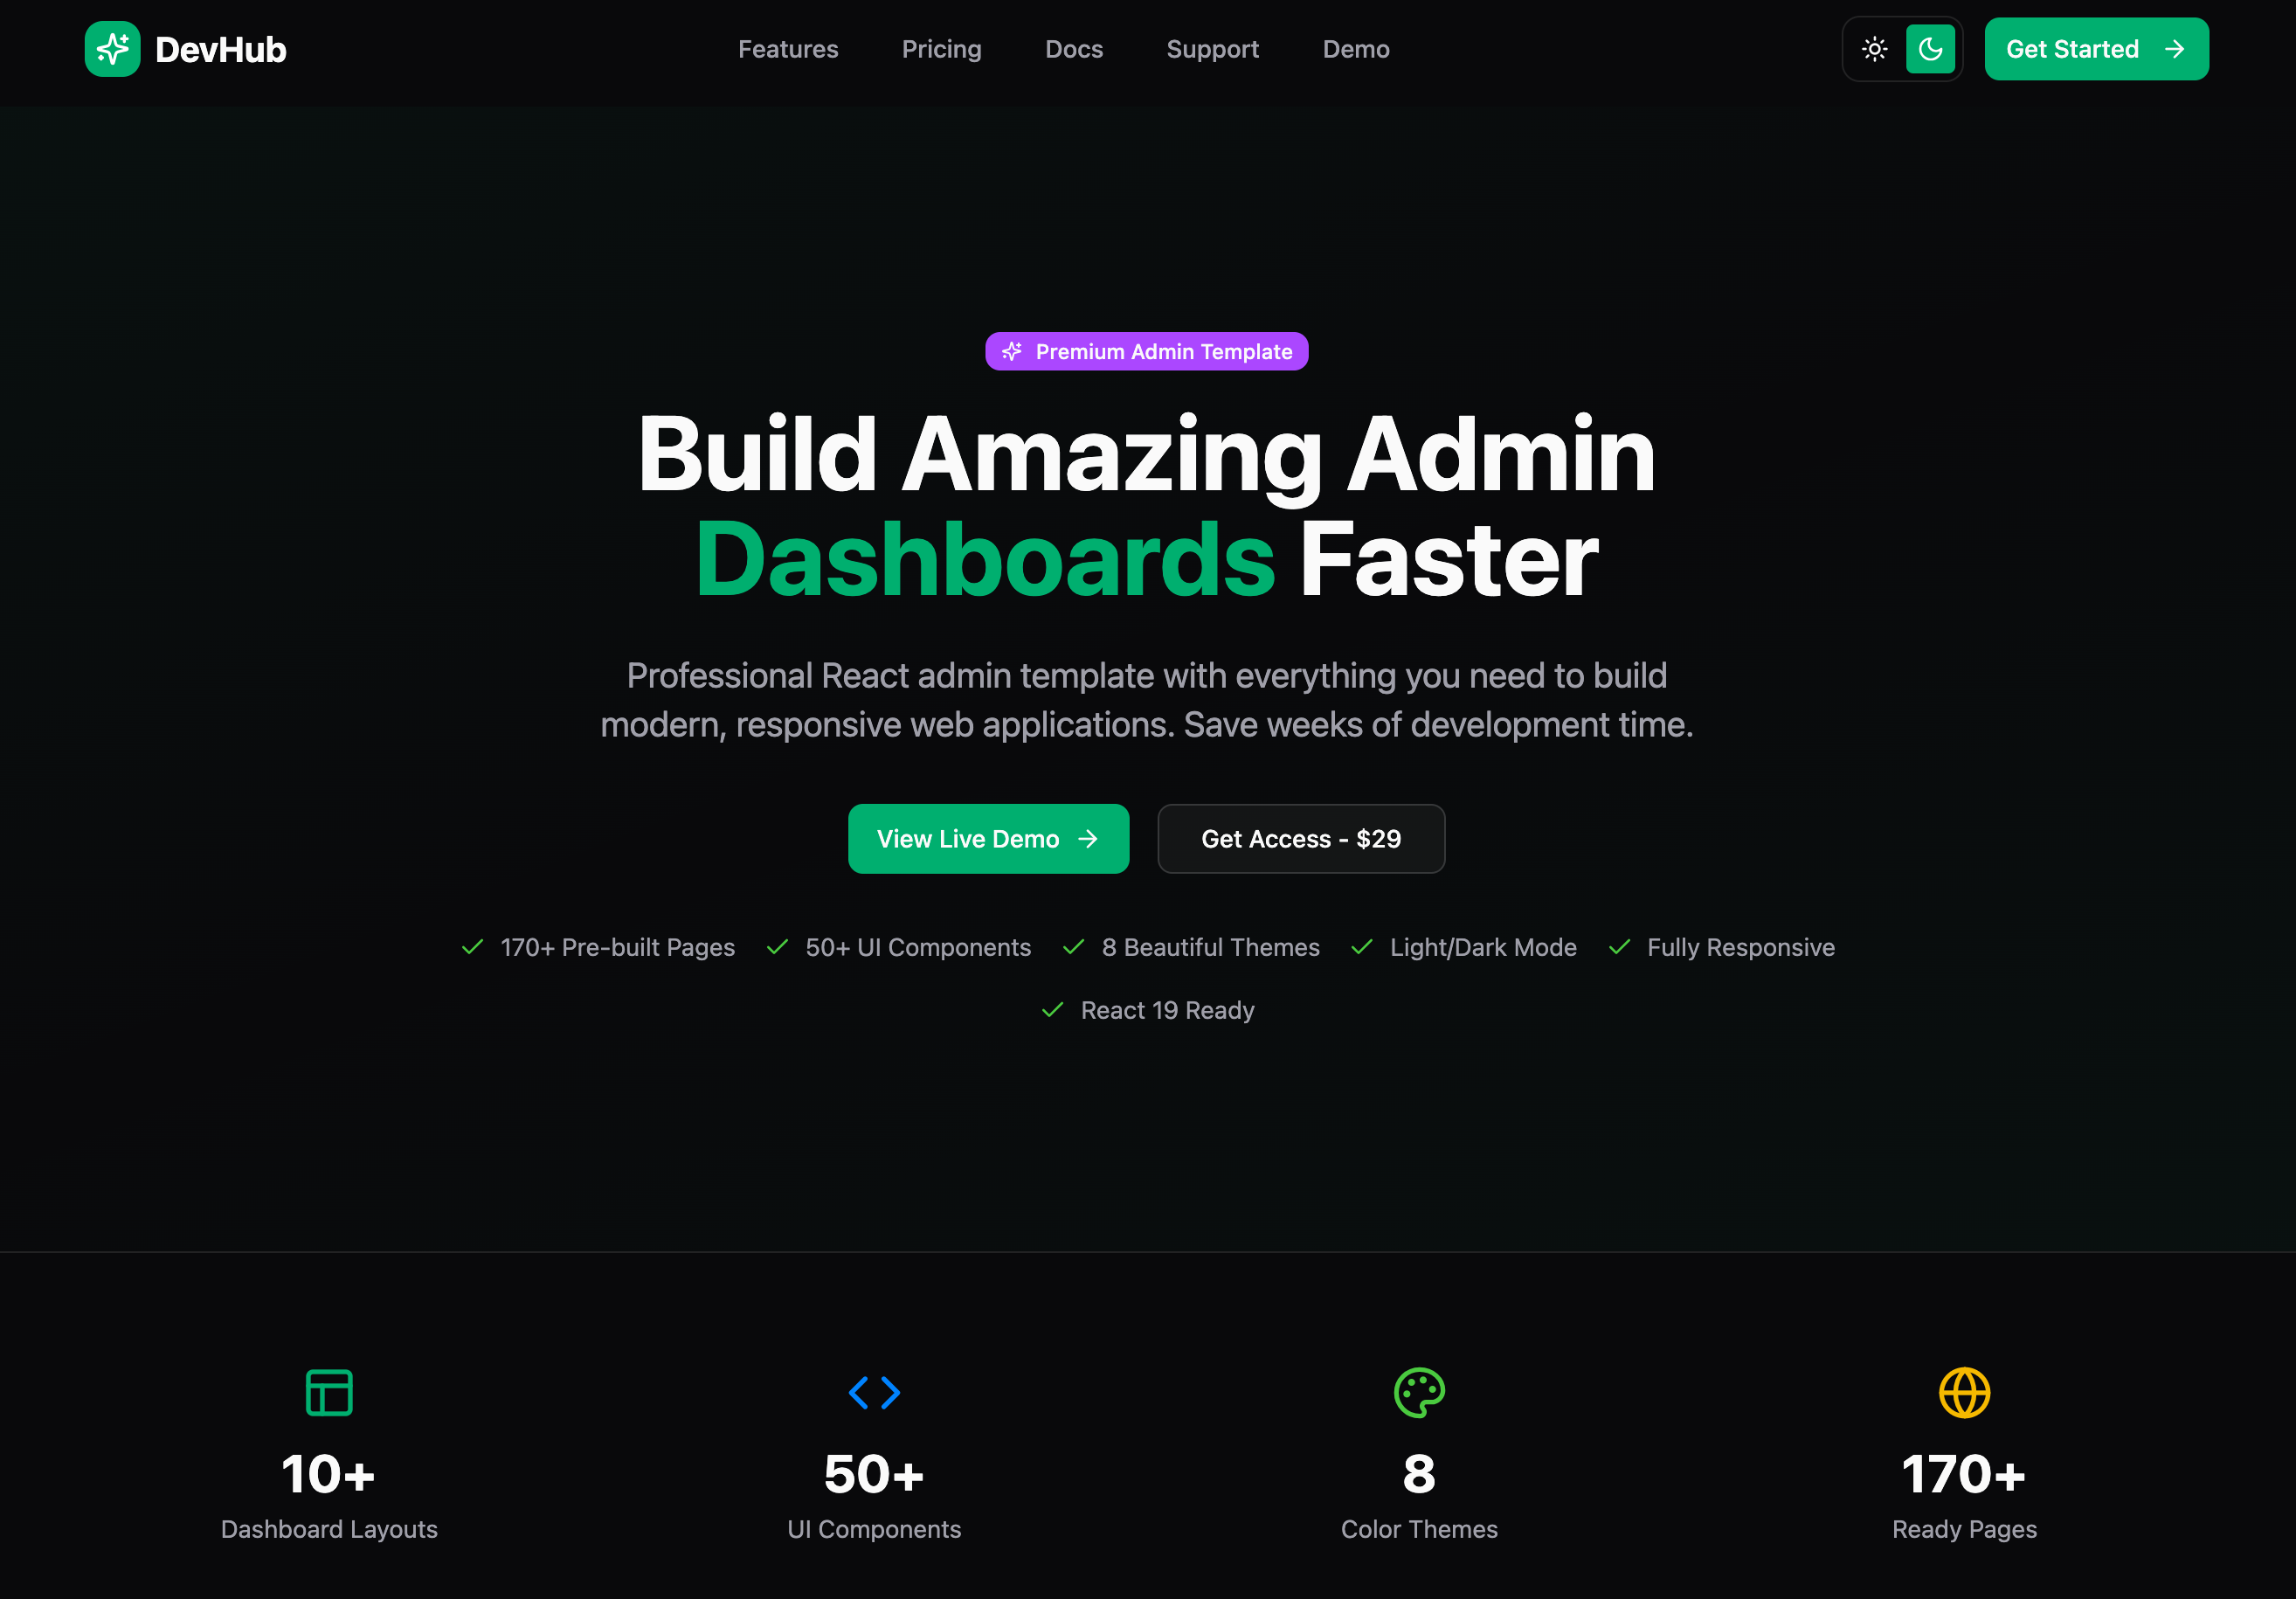 DevHub
Features
Pricing
Docs
Support
Demo
Get Started
Premium Admin Template
Build Amazing Admin
Dashboards Faster
Professional React admin template with everything you need to build
modern, responsive web applications. Save weeks of development time.
View Live Demo
Get Access - $29
170+ Pre-built Pages
50+ UI Components
8 Beautiful Themes
Light/Dark Mode
Fully Responsive
React 19 Ready
10+
Dashboard Layouts
50+
UI Components
8
Color Themes
170+
Ready Pages